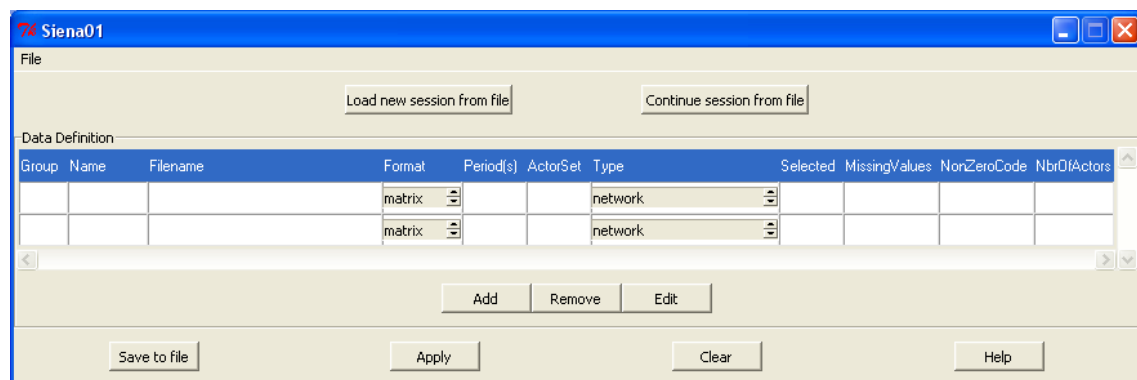 Siena01
File
Load new session from file Continue session from file
Data Definition
Group Name Filename Format Period(s) ActorSet Type Selected MissingValues NonZeroCode NbrOfActors
matrix network
matrix network
Add Remove Edit
Save to file Apply Clear Help